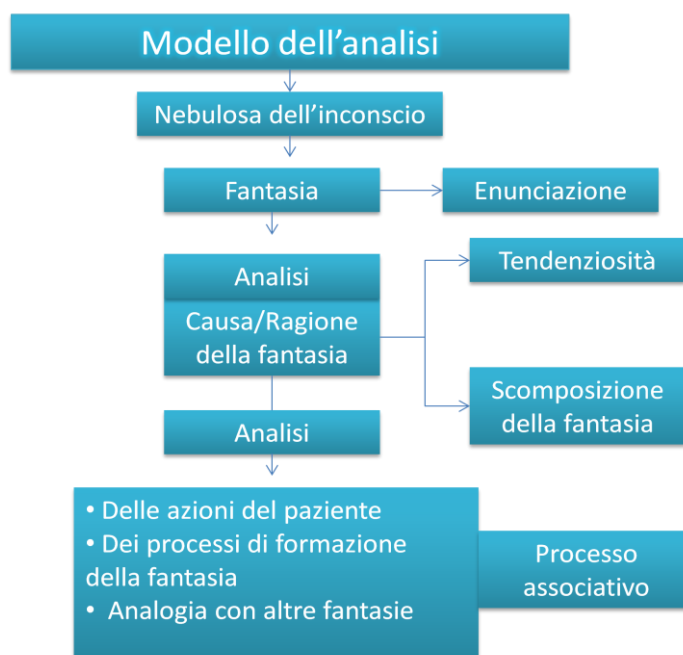 Modello dell'analisi
Nebulosa dell'inconscio
Fantasia
Enunciazione
Analisi
Causa/Ragione
della fantasia
Tendenziosità
Scomposizione
della fantasia
Analisi
• Delle azioni del paziente
• Dei processi di formazione
della fantasia
• Analogia con altre fantasie
Processo
associativo